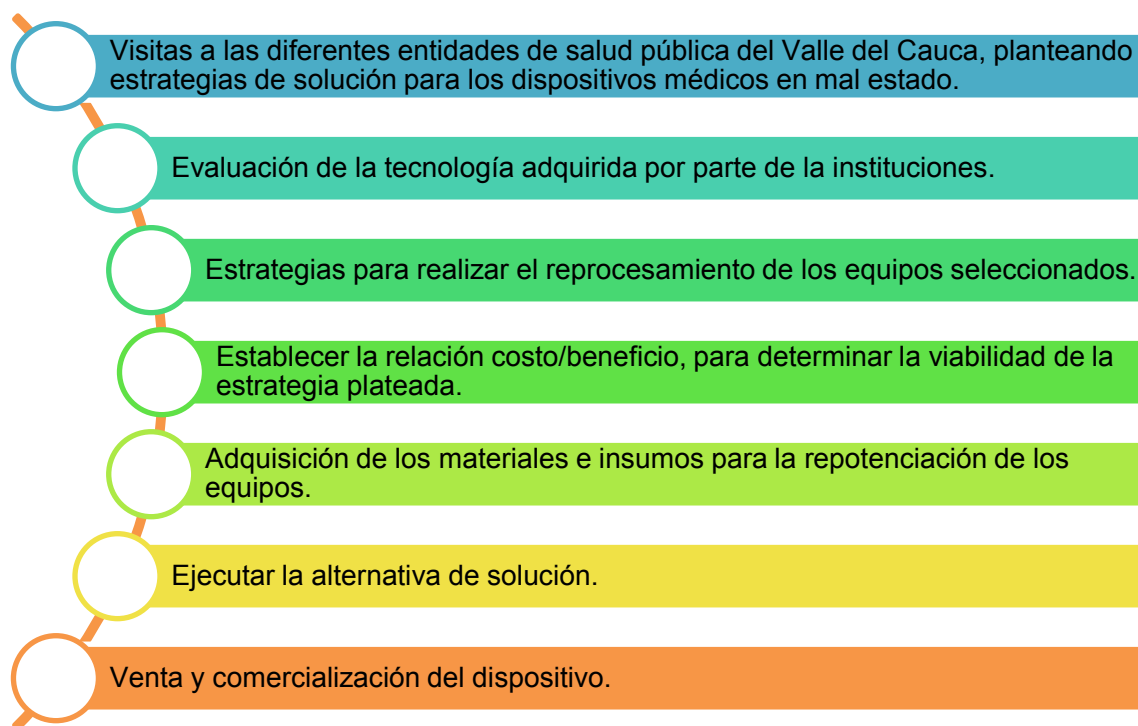 Visitas a las diferentes entidades de salud pública del Valle del Cauca, planteando
estrategias de solución para los dispositivos médicos en mal estado.
Evaluación de la tecnología adquirida por parte de la instituciones.
Estrategias para realizar el reprocesamiento de los equipos seleccionados.
Establecer la relación costo/beneficio, para determinar la viabilidad de la
estrategia plateada.
Adquisición de los materiales e insumos para la repotenciación de los
equipos.
Ejecutar la alternativa de solución.
Venta y comercialización del dispositivo.